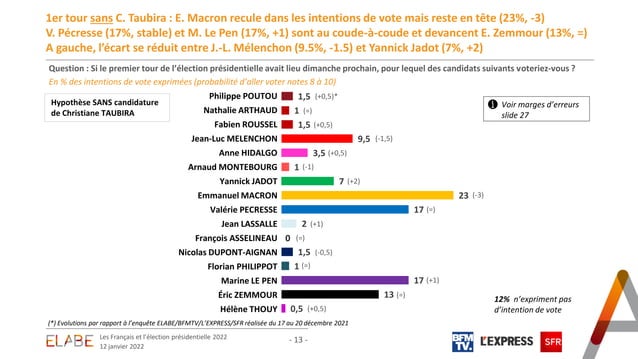 1er tour sans C. Taubira : E. Macron recule dans les intentions de vote mais reste en tête (23%, -3)
V. Pécresse (17%, stable) et M. Le Pen (17%, +1) sont au coude-à-coude et devancent E. Zemmour (13%, =)
A gauche, l'écart se réduit entre J.-L. Mélenchon (9.5%, -1.5) et Yannick Jadot (7%, +2)
Question : Si le premier tour de l'élection présidentielle avait lieu dimanche prochain, pour lequel des candidats suivants voteriez-vous ?
En % des intentions de vote exprimées (probabilité d'aller voter notes 8 à 10)
Hypothèse SANS candidature
de Christiane TAUBIRA
Voir marges d'erreurs
slide 27
Philippe POUTOU 1,5 (+0,5)*
Nathalie ARTHAUD 1 (=)
Fabien ROUSSEL 1,5 (+0,5)
Jean-Luc MELENCHON 9,5 (-1,5)
Anne HIDALGO 3,5 (+0,5)
Arnaud MONTEBOURG 1 (-1)
Yannick JADOT 7 (+2)
Emmanuel MACRON 23 (-3)
Valérie PECRESSE 17 (=)
Jean LASSALLE 2 (+1)
François ASSELINEAU 0 (=)
Nicolas DUPONT-AIGNAN 1,5 (-0,5)
Florian PHILIPPOT 1 (=)
Marine LE PEN 17 (+1)
Éric ZEMMOUR 13 (=)
Hélène THOUY 0,5 (+0,5)
12% n'expriment pas
d'intention de vote
(*) Evolutions par rapport à l'enquête ELABE/BFMTV/L'EXPRESS/SFR réalisée du 17 au 20 décembre 2021
ELABE
Les Français et l'élection présidentielle 2022
12 janvier 2022
- 13 -
BFM
TV.
L'EXPRESS
SFR